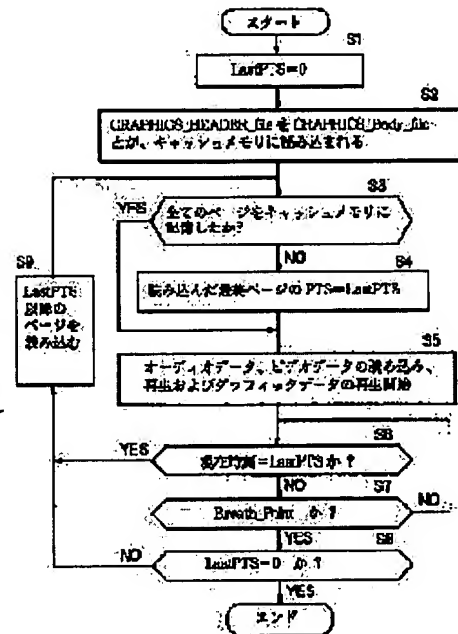 スタート
S1
LastPTS=0
S2
GRAPHICS_HEADER_file と GRAPHICS_Body_file
とが、キャッシュメモリに読み込まれる
S3
YES
全てのページをキャッシュメモリに
記憶したか?
NO
S4
読み込んだ最終ページの PTS=LastPTS
S9
LastPTS
以降の
ページを
読み込む
S5
オーディオデータ、ビデオデータの読み込み、
再生およびグラフィックデータの再生開始
S6
YES
現在時間=LastPTS か?
NO
S7
Breath_Point か?
NO
YES
S8
NO
LastPTS=0 か?
YES
エンド